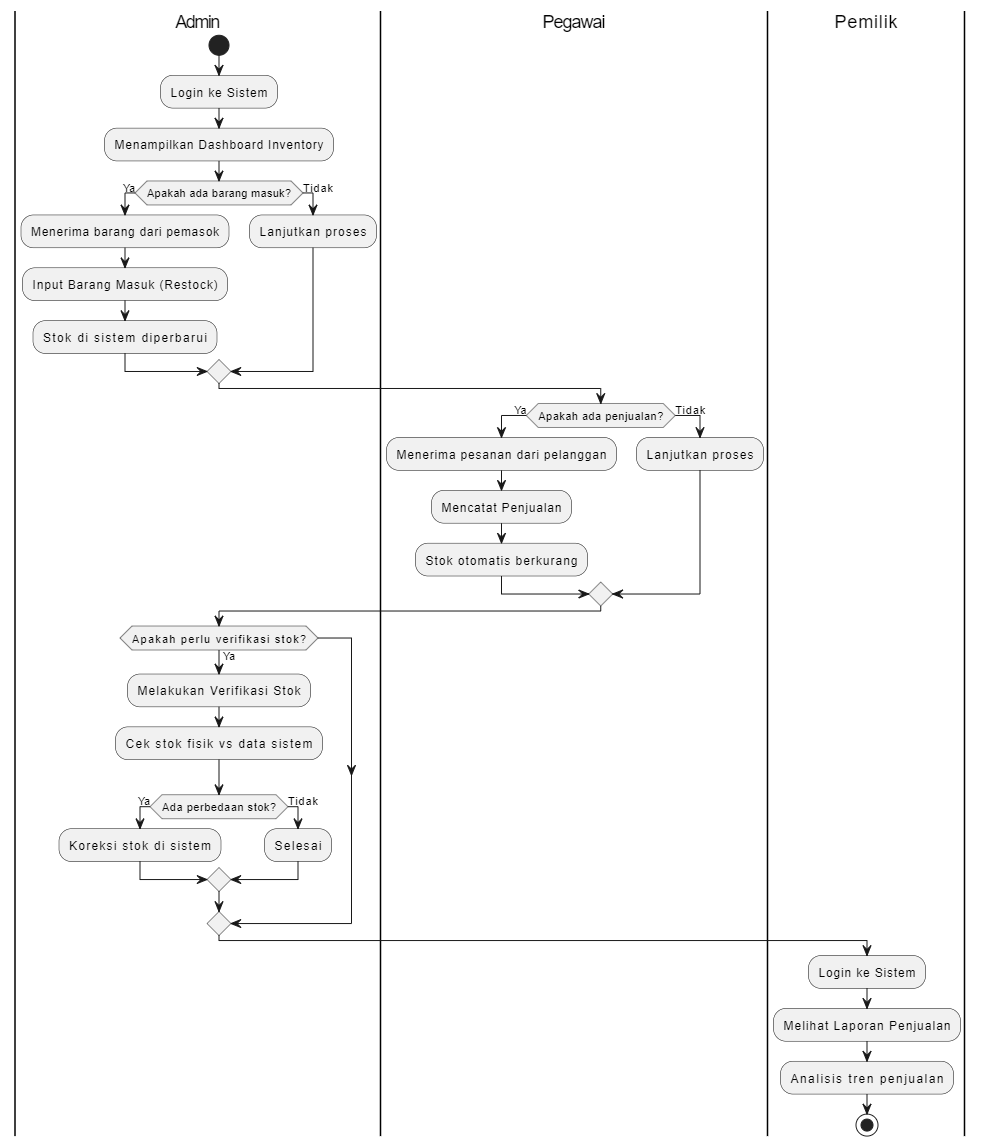 Admin
Pegawai
Pemilik
Login ke Sistem
Menampilkan Dashboard Inventory
Ya
Apakah ada barang masuk?
Tidak
Menerima barang dari pemasok
Lanjutkan proses
Input Barang Masuk (Restock)
Stok di sistem diperbarui
Ya
Apakah ada penjualan?
Tidak
Menerima pesanan dari pelanggan
Lanjutkan proses
Mencatat Penjualan
Stok otomatis berkurang
Apakah perlu verifikasi stok?
Ya
Melakukan Verifikasi Stok
Cek stok fisik vs data sistem
Ya
Ada perbedaan stok?
Tidak
Koreksi stok di sistem
Selesai
Login ke Sistem
Melihat Laporan Penjualan
Analisis tren penjualan